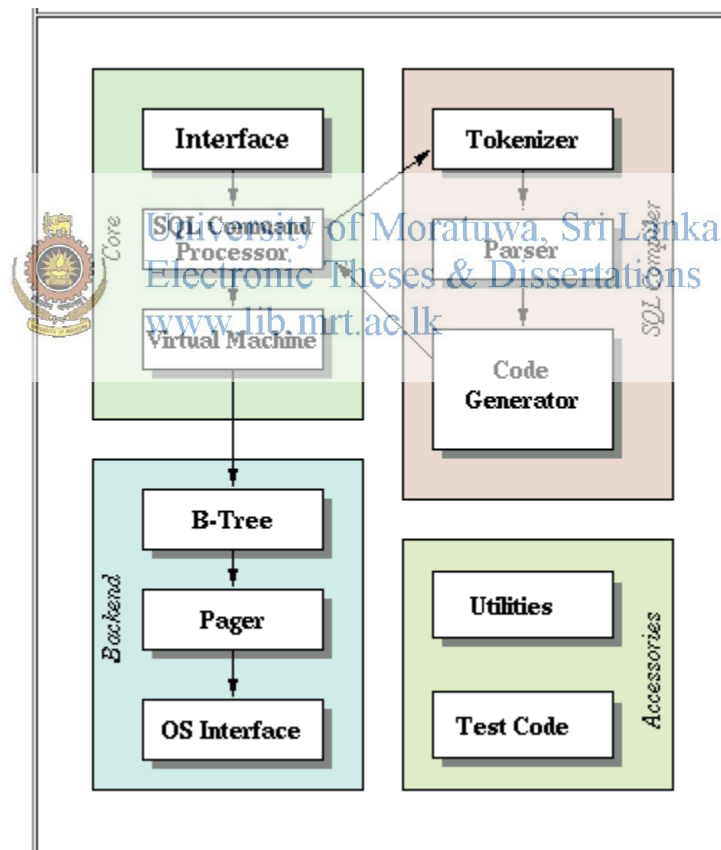 Interface
SQL Command
Processor
Virtual Machine
Core
Tokenizer
Parser
Code
Generator
SQL Compiler
B-Tree
Pager
OS Interface
Backend
Utilities
Test Code
Accessories
University of Moratuwa, Sri Lanka
Electronic Theses & Dissertations
www.lib.mrt.ac.lk